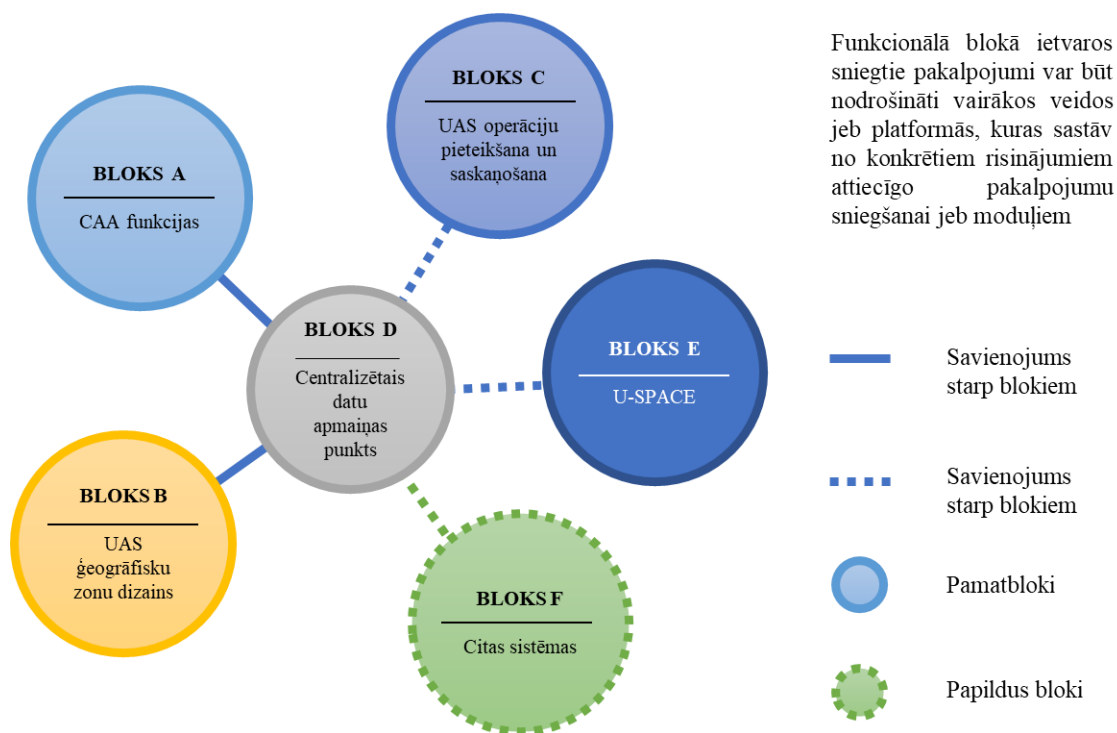 BLOKS A
CAA funkcijas
BLOKS C
UAS operāciju
pieteikšana un
saskaņošana
BLOKS D
Centralizētais
datu
apmaiņas
punkts
BLOKS E
U-SPACE
BLOKS B
UAS
ģeogrāfisku
zonu dizains
BLOKS F
Citas sistēmas
Funkcionālā blokā ietvaros
sniegtie pakalpojumi var būt
nodrošināti vairākos veidos
jeb platformās, kuras sastāv
no konkrētiem risinājumiem
attiecīgo pakalpojumu
sniegšanai jeb moduļiem
Savienojums
starp blokiem
Savienojums
starp blokiem
Pamatbloki
Papildus bloki